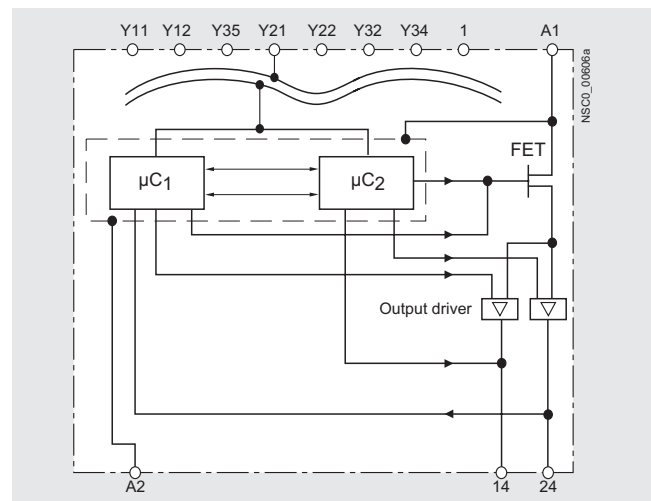 Y11 Y12 Y35 Y21 Y22 Y32 Y34 1 A1
NSC0_00606a
FET
µC1 µC2
Output driver
A2 14 24